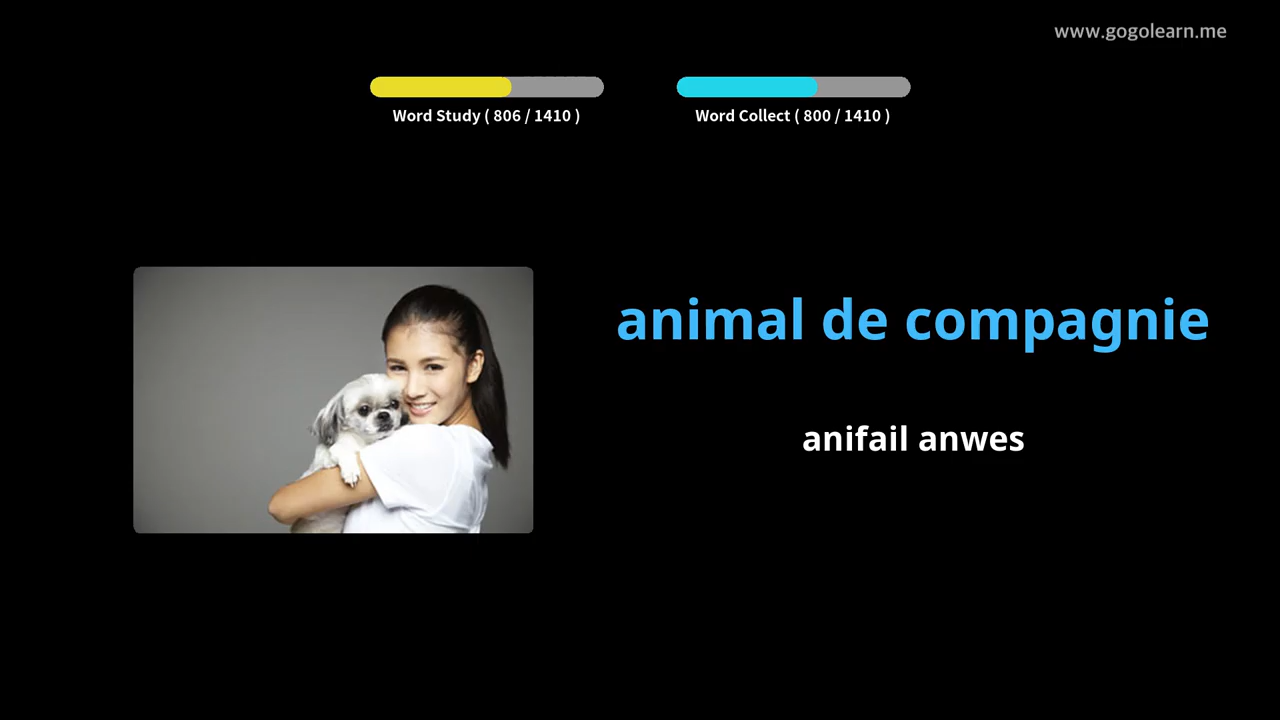 www.gogolearn.me
Word Study ( 806 / 1410 )
Word Collect ( 800 / 1410 )
animal de compagnie
anifail anwes